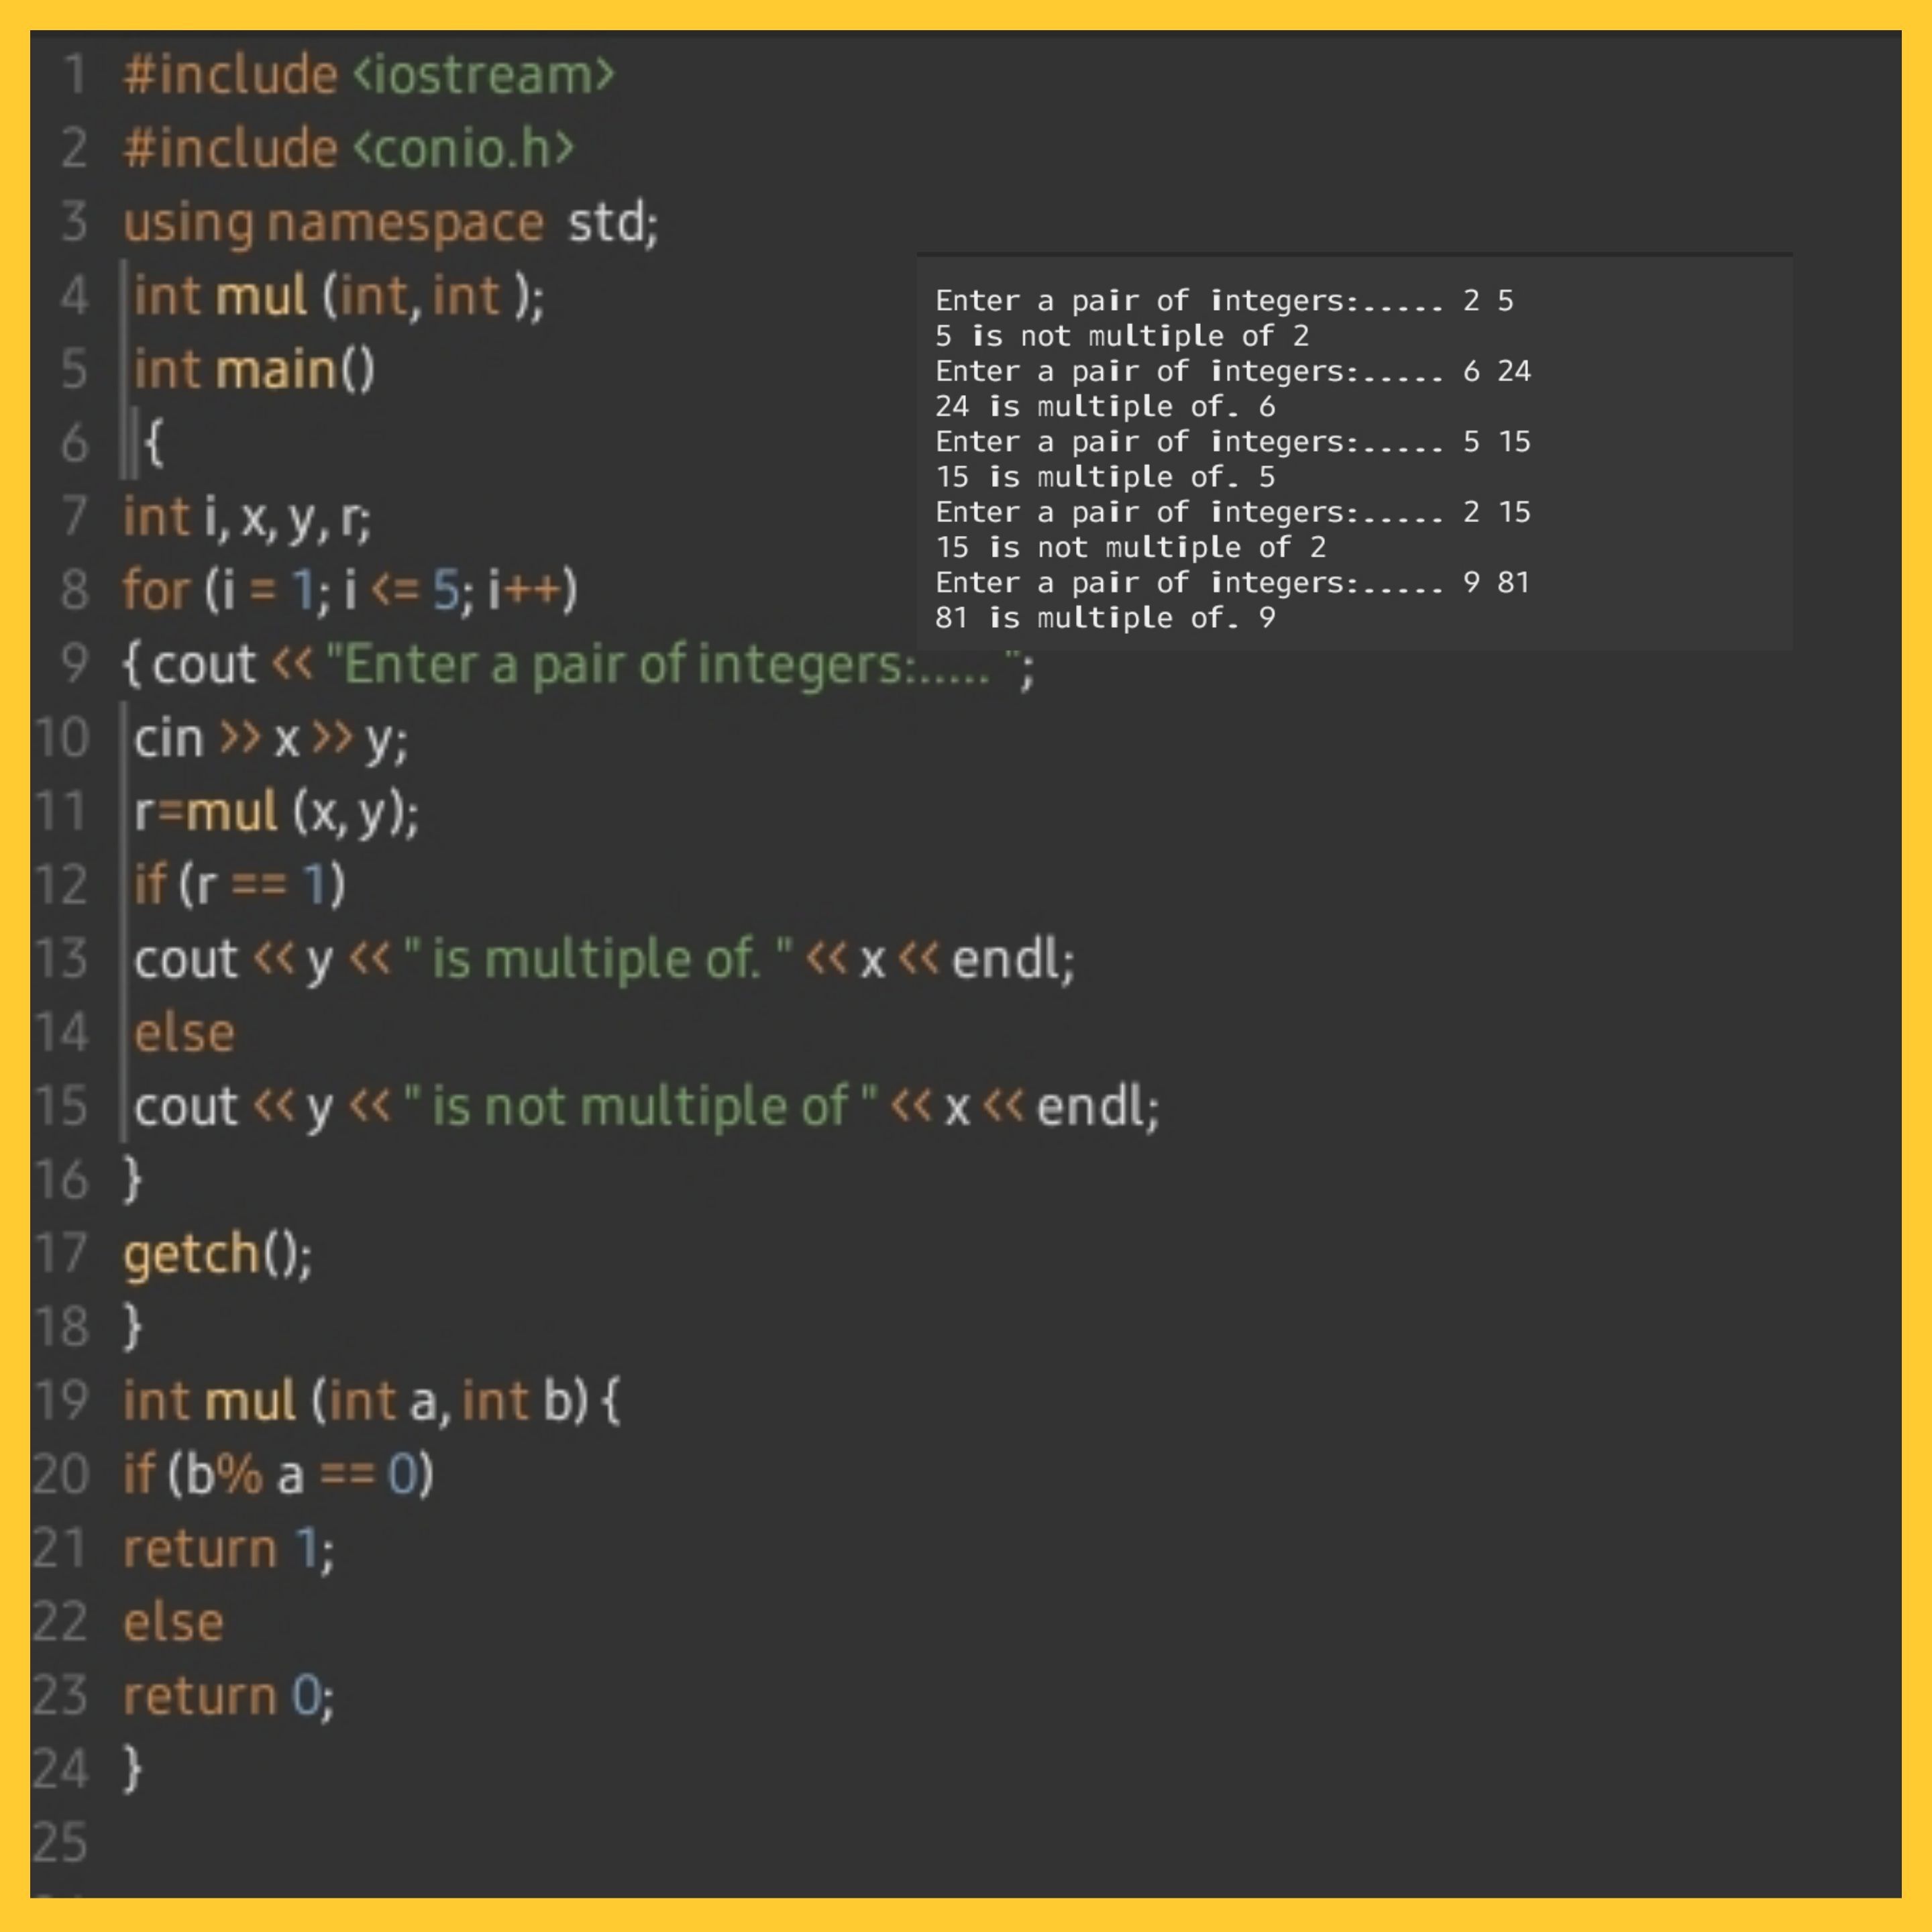 1 #include <iostream>
2 #include <conio.h>
3 using namespace std;
4 int mul (int, int );
5 int main()
6 {
7 int i, x, y, r;
8 for (i = 1; i <= 5; i++)
9 { cout << "Enter a pair of integers:..... ";
10 cin >> x >> y;
11 r=mul (x, y);
12 if (r == 1)
13 cout << y << " is multiple of. " << x << endl;
14 else
15 cout << y << " is not multiple of " << x << endl;
16 }
17 getch();
18 }
19 int mul (int a, int b) {
20 if (b% a == 0)
21 return 1;
22 else
23 return 0;
24 }
25
Enter a pair of integers:..... 2 5
5 is not multiple of 2
Enter a pair of integers:..... 6 24
24 is multiple of. 6
Enter a pair of integers:..... 5 15
15 is multiple of. 5
Enter a pair of integers:..... 2 15
15 is not multiple of 2
Enter a pair of integers:..... 9 81
81 is multiple of. 9